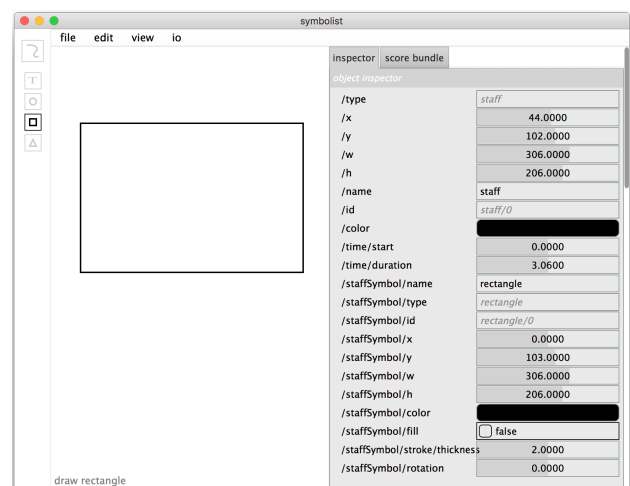 symbolist
file edit view io
inspector score bundle
object inspector
T
/type staff
/x 44.0000
/y 102.0000
/w 306.0000
/h 206.0000
/name staff
/id staff/0
/color
/time/start 0.0000
/time/duration 3.0600
/staffSymbol/name rectangle
/staffSymbol/type rectangle
/staffSymbol/id rectangle/0
/staffSymbol/x 0.0000
/staffSymbol/y 103.0000
/staffSymbol/w 306.0000
/staffSymbol/h 206.0000
/staffSymbol/color
/staffSymbol/fill false
/staffSymbol/stroke/thickness 2.0000
/staffSymbol/rotation 0.0000
draw rectangle